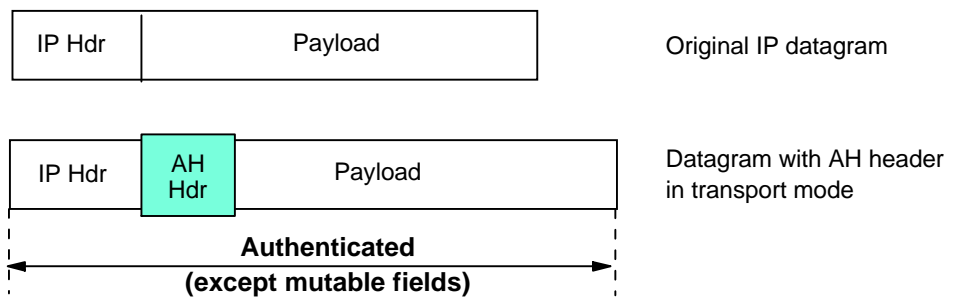 IP Hdr
Payload
Original IP datagram
IP Hdr
AH
Hdr
Payload
Datagram with AH header
in transport mode
Authenticated
(except mutable fields)